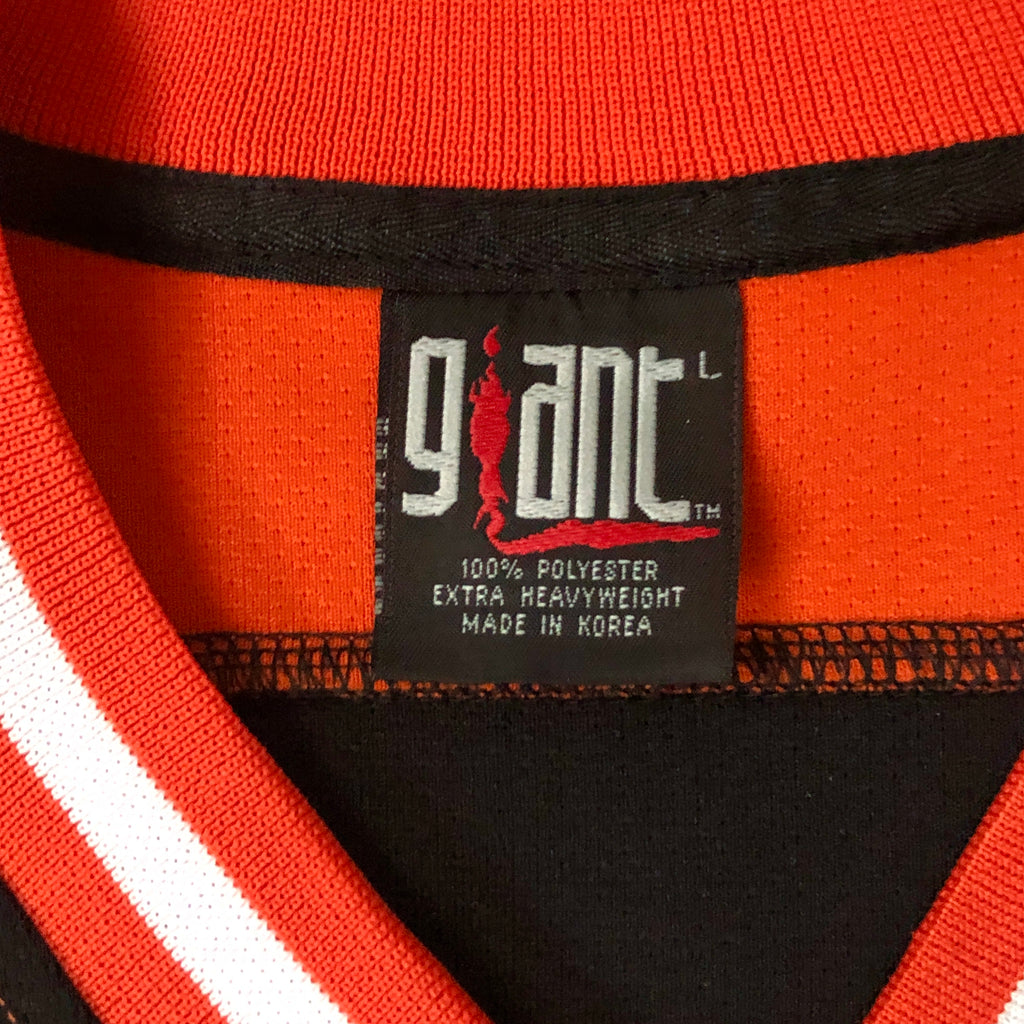 giant L
TM
100% POLYESTER
EXTRA HEAVYWEIGHT
MADE IN KOREA